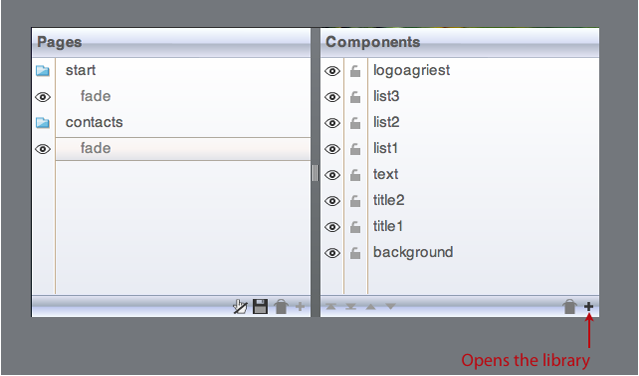 Pages
start
fade
contacts
fade
Components
logoagriest
list3
list2
list1
text
title2
title1
background
Opens the library